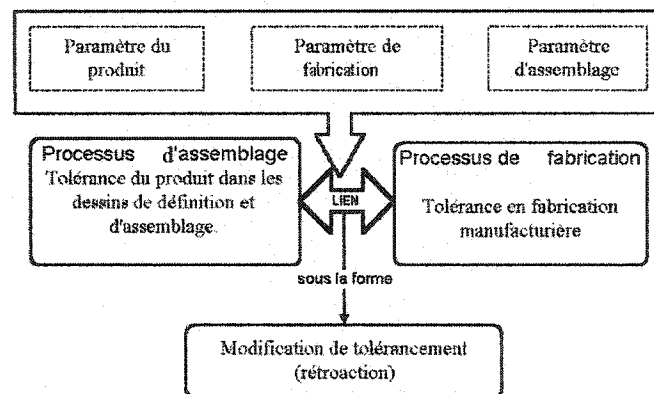 Paramètre du
produit
Paramètre de
fabrication
Paramètre
d'assemblage
Processus d'assemblage
Tolérance du produit dans les
dessins de définition et
d'assemblage.
LIEN
Processus de fabrication
Tolérance en fabrication
manufacturière
sous la forme
Modification de tolérancement
(rétroaction)